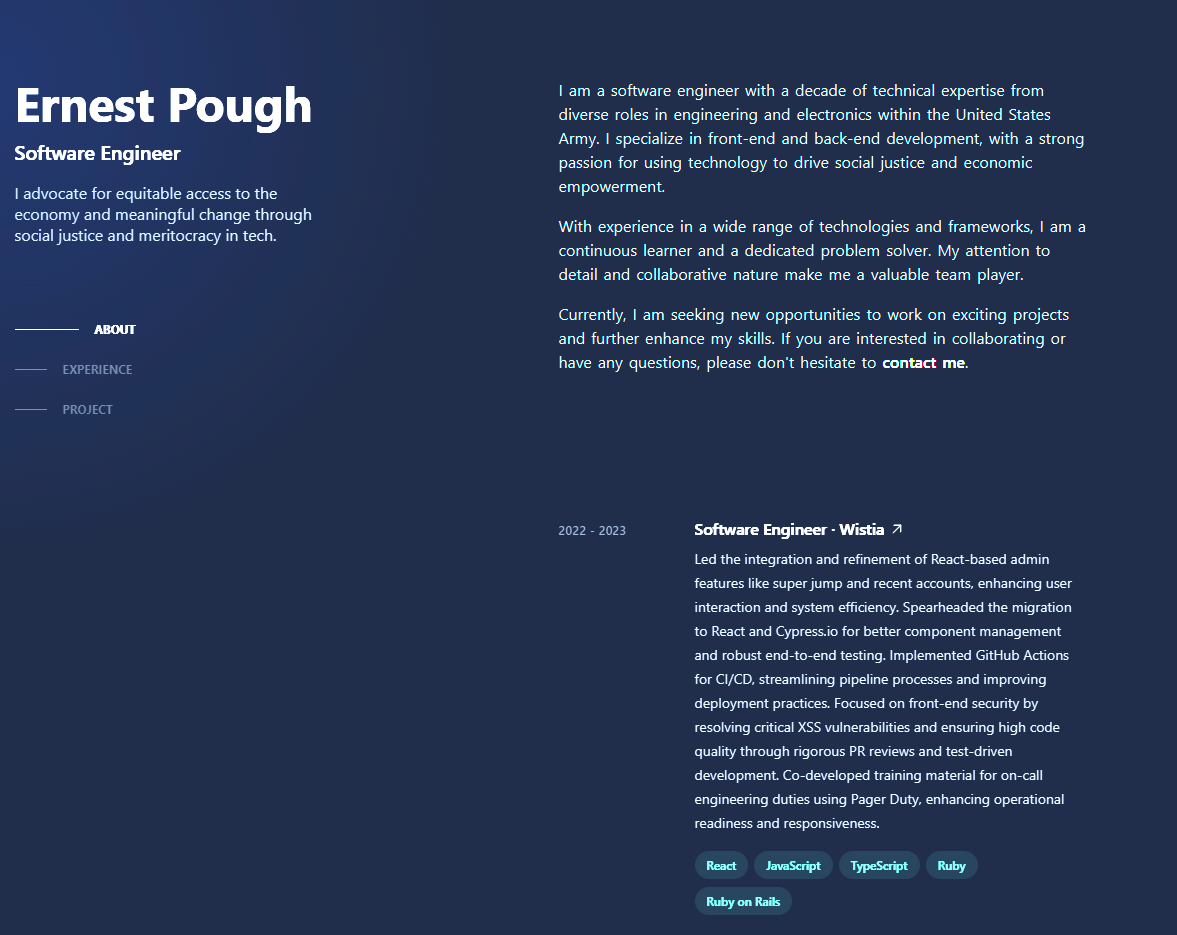 Ernest Pough
Software Engineer
I advocate for equitable access to the
economy and meaningful change through
social justice and meritocracy in tech.
ABOUT
EXPERIENCE
PROJECT
I am a software engineer with a decade of technical expertise from
diverse roles in engineering and electronics within the United States
Army. I specialize in front-end and back-end development, with a strong
passion for using technology to drive social justice and economic
empowerment.
With experience in a wide range of technologies and frameworks, I am a
continuous learner and a dedicated problem solver. My attention to
detail and collaborative nature make me a valuable team player.
Currently, I am seeking new opportunities to work on exciting projects
and further enhance my skills. If you are interested in collaborating or
have any questions, please don't hesitate to contact me.
2022 - 2023
Software Engineer · Wistia ↗
Led the integration and refinement of React-based admin
features like super jump and recent accounts, enhancing user
interaction and system efficiency. Spearheaded the migration
to React and Cypress.io for better component management
and robust end-to-end testing. Implemented GitHub Actions
for CI/CD, streamlining pipeline processes and improving
deployment practices. Focused on front-end security by
resolving critical XSS vulnerabilities and ensuring high code
quality through rigorous PR reviews and test-driven
development. Co-developed training material for on-call
engineering duties using Pager Duty, enhancing operational
readiness and responsiveness.
React JavaScript TypeScript Ruby
Ruby on Rails